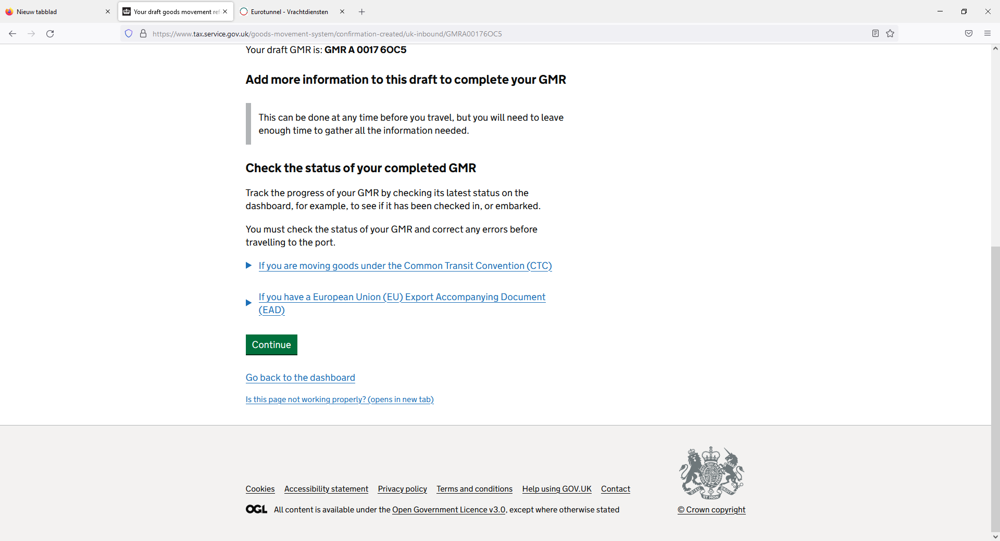 Nieuw tabblad
Your draft goods movement ref
Eurotunnel - Vrachtdiensten
https://www.tax.service.gov.uk/goods-movement-system/confirmation-created/uk-inbound/GMRA00176OC5
Your draft GMR is: GMR A 0017 6OC5
Add more information to this draft to complete your GMR
This can be done at any time before you travel, but you will need to leave
enough time to gather all the information needed.
Check the status of your completed GMR
Track the progress of your GMR by checking its latest status on the
dashboard, for example, to see if it has been checked in, or embarked.
You must check the status of your GMR and correct any errors before
travelling to the port.
If you are moving goods under the Common Transit Convention (CTC)
If you have a European Union (EU) Export Accompanying Document
(EAD)
Continue
Go back to the dashboard
Is this page not working properly? (opens in new tab)
Cookies Accessibility statement Privacy policy Terms and conditions Help using GOV.UK Contact
OGL All content is available under the Open Government Licence v3.0, except where otherwise stated
DIEU ET MON DROIT
© Crown copyright